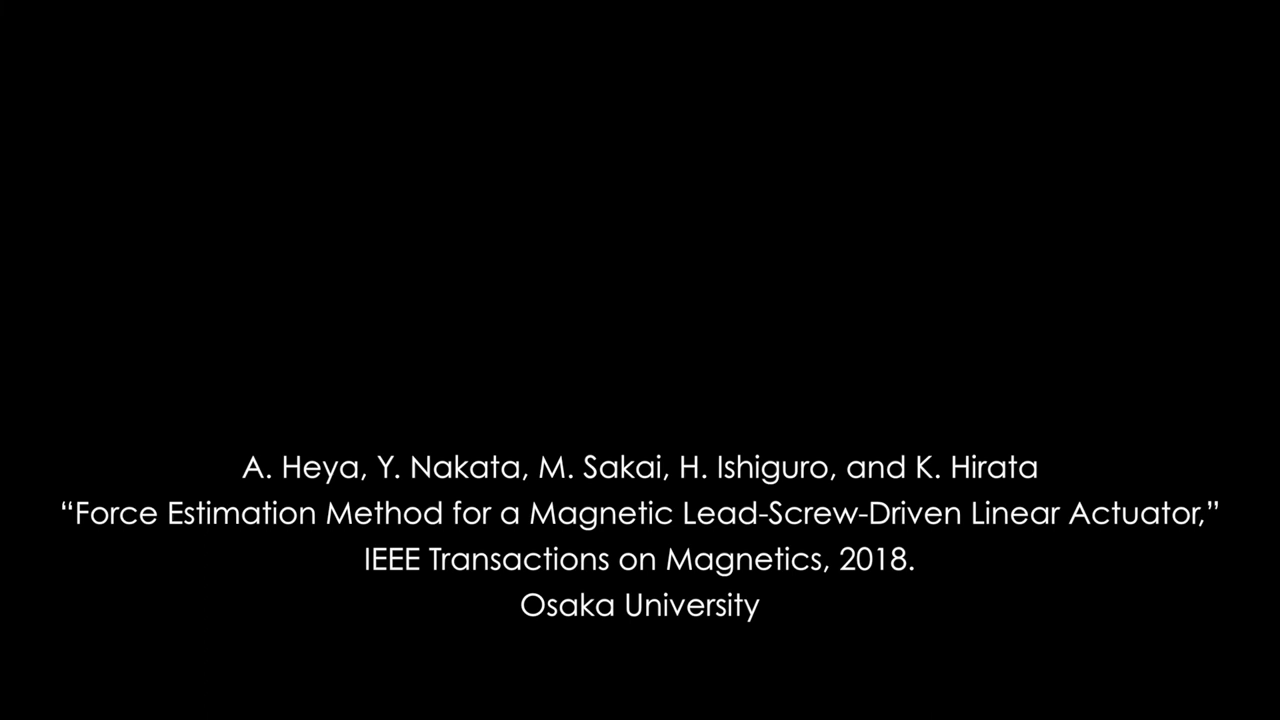 A. Heya, Y. Nakata, M. Sakai, H. Ishiguro, and K. Hirata
“Force Estimation Method for a Magnetic Lead-Screw-Driven Linear Actuator,”
IEEE Transactions on Magnetics, 2018.
Osaka University